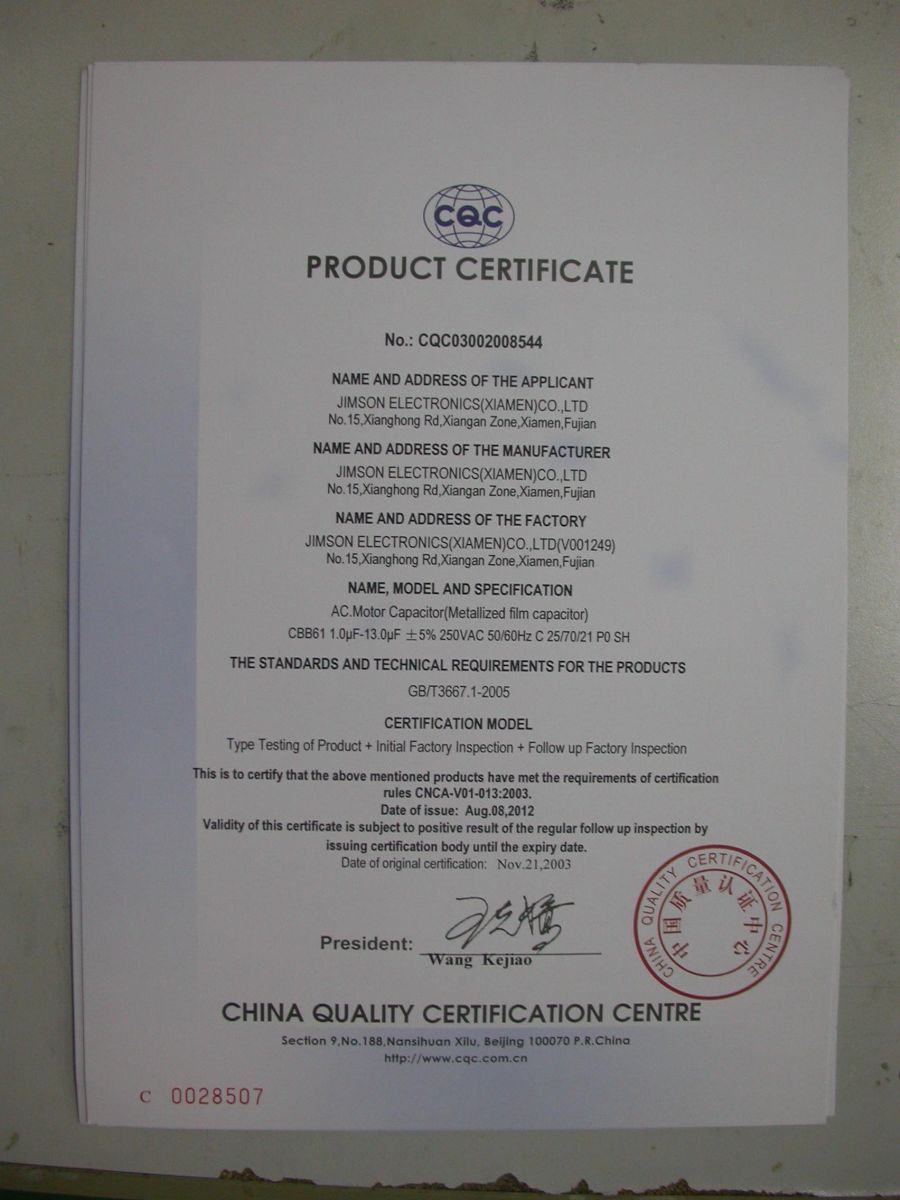 CQC
PRODUCT CERTIFICATE
No.: CQC03002008544
NAME AND ADDRESS OF THE APPLICANT
JIMSON ELECTRONICS(XIAMEN)CO.,LTD
No.15,Xianghong Rd,Xiangan Zone,Xiamen,Fujian
NAME AND ADDRESS OF THE MANUFACTURER
JIMSON ELECTRONICS(XIAMEN)CO.,LTD
No.15,Xianghong Rd,Xiangan Zone,Xiamen,Fujian
NAME AND ADDRESS OF THE FACTORY
JIMSON ELECTRONICS(XIAMEN)CO.,LTD(V001249)
No.15,Xianghong Rd,Xiangan Zone,Xiamen,Fujian
NAME, MODEL AND SPECIFICATION
AC.Motor Capacitor(Metallized film capacitor)
CBB61 1.0μF-13.0μF ±5% 250VAC 50/60Hz C 25/70/21 P0 SH
THE STANDARDS AND TECHNICAL REQUIREMENTS FOR THE PRODUCTS
GB/T3667.1-2005
CERTIFICATION MODEL
Type Testing of Product + Initial Factory Inspection + Follow up Factory Inspection
This is to certify that the above mentioned products have met the requirements of certification
rules CNCA-V01-013:2003.
Date of issue: Aug.08,2012
Validity of this certificate is subject to positive result of the regular follow up inspection by
issuing certification body until the expiry date.
Date of original certification: Nov.21,2003
CHINA QUALITY CERTIFICATION CENTRE
中国质量认证中心
President:
Wang Kejiao
CHINA QUALITY CERTIFICATION CENTRE
Section 9,No.188,Nansihuan Xilu, Beijing 100070 P.R.China
http://www.cqc.com.cn
C 0028507